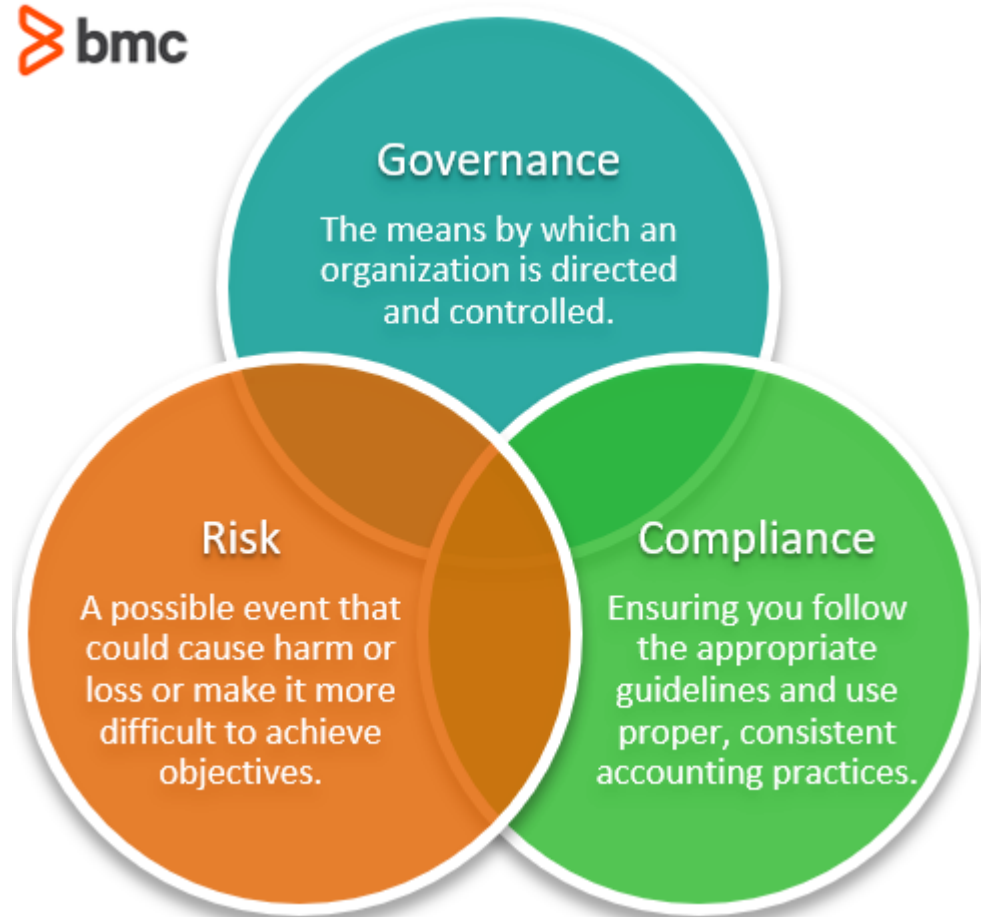 bmc
Governance
The means by which an
organization is directed
and controlled.
Risk
A possible event that
could cause harm or
loss or make it more
difficult to achieve
objectives.
Compliance
Ensuring you follow
the appropriate
guidelines and use
proper, consistent
accounting practices.